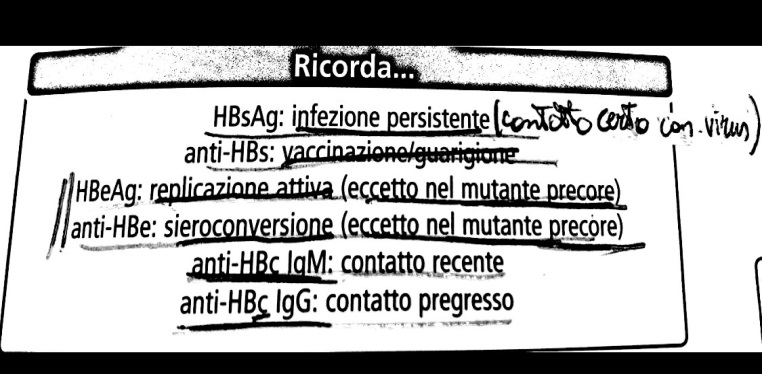 Ricorda...
HBsAg: infezione persistente (contatto certo con virus)
anti-HBs: vaccinazione/guarigione
HBeAg: replicazione attiva (eccetto nel mutante precore)
anti-HBe: sieroconversione (eccetto nel mutante precore)
anti-HBc IgM: contatto recente
anti-HBc IgG: contatto pregresso